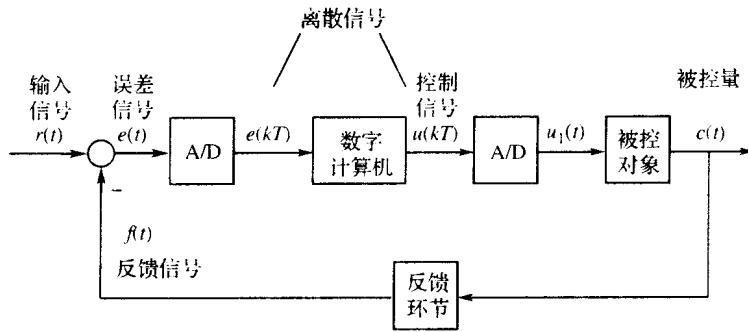 离散信号
输入
信号
r(t)
误差
信号
e(t)
A/D
e(kT)
数字
计算机
控制
信号
u(kT)
A/D
u₁(t)
被控
对象
被控量
c(t)
−
f(t)
反馈信号
反馈
环节